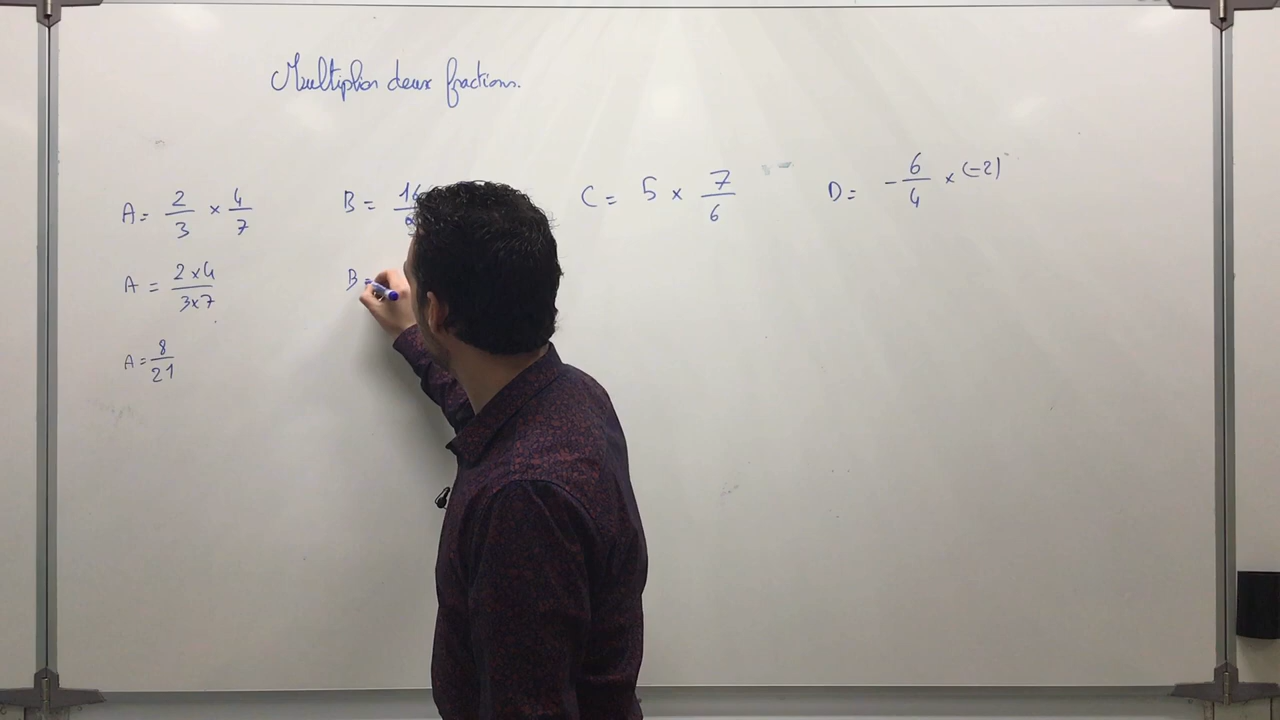 Multiplier deux fractions.
A = 2/3 × 4/7
A = 2×4/3×7
A = 8/21
B = 16
B =
C = 5 × 7/6
D = - 6/4 × (-2)